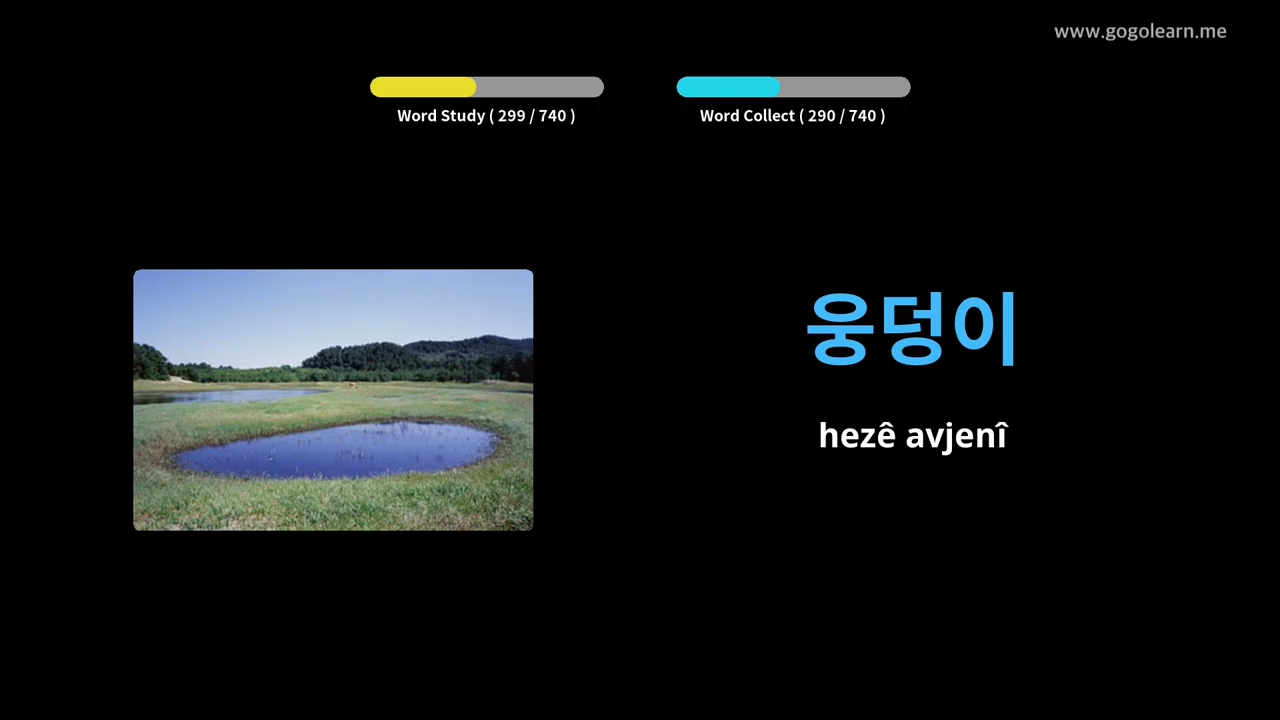 www.gogolearn.me
Word Study ( 299 / 740 )
Word Collect ( 290 / 740 )
웅덩이
hezê avjenî